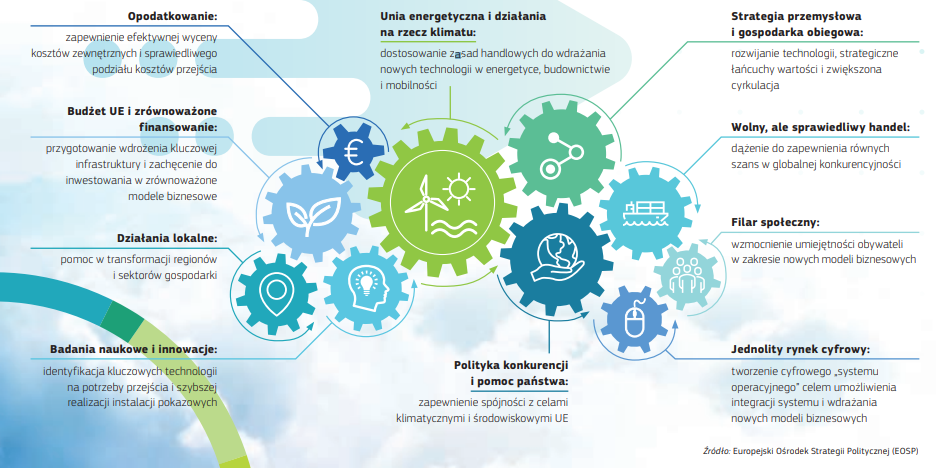 Opodatkowanie:
zapewnienie efektywnej wyceny
kosztów zewnętrznych i sprawiedliwego
podziału kosztów przejścia
Budżet UE i zrównoważone
finansowanie:
przygotowanie wdrożenia kluczowej
infrastruktury i zachęcenie do
inwestowania w zrównoważone
modele biznesowe
Działania lokalne:
pomoc w transformacji regionów
i sektorów gospodarki
Badania naukowe i innowacje:
identyfikacja kluczowych technologii
na potrzeby przejścia i szybszej
realizacji instalacji pokazowych
Unia energetyczna i działania
na rzecz klimatu:
dostosowanie zasad handlowych do wdrażania
nowych technologii w energetyce, budownictwie
i mobilności
€
Polityka konkurencji
i pomoc państwa:
zapewnienie spójności z celami
klimatycznymi i środowiskowymi UE
Strategia przemysłowa
i gospodarka obiegowa:
rozwijanie technologii, strategiczne
łańcuchy wartości i zwiększona
cyrkulacja
Wolny, ale sprawiedliwy handel:
dążenie do zapewnienia równych
szans w globalnej konkurencyjności
Filar społeczny:
wzmocnienie umiejętności obywateli
w zakresie nowych modeli biznesowych
Jednolity rynek cyfrowy:
tworzenie cyfrowego „systemu
operacyjnego” celem umożliwienia
integracji systemu i wdrażania
nowych modeli biznesowych
Źródło: Europejski Ośrodek Strategii Politycznej (EOSP)